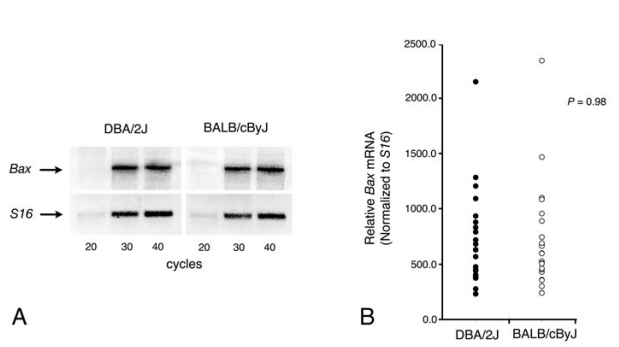 DBA/2J BALB/cByJ
Bax
S16
20 30 40 20 30 40
cycles
A
Relative Bax mRNA
(Normalized to S16)
2500.0
2000.0
1500.0
1000.0
500.0
0.0
P = 0.98
DBA/2J BALB/cByJ
B